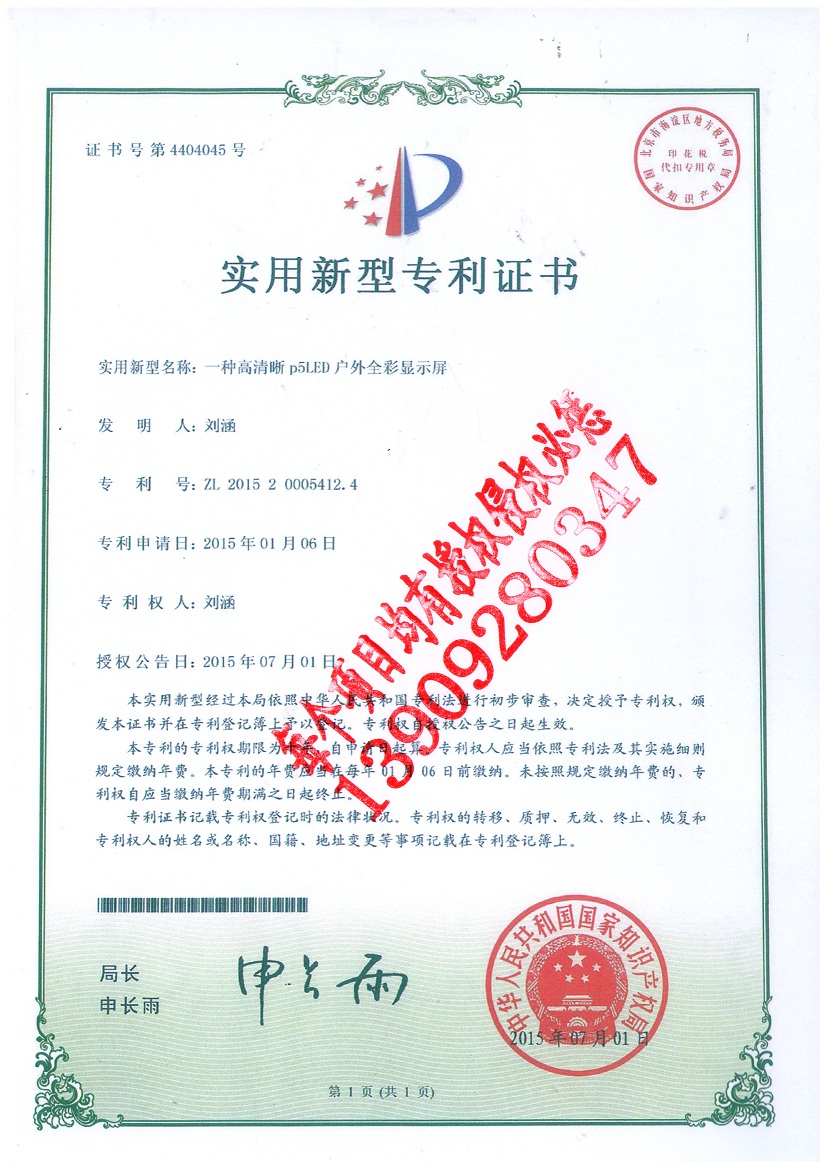 证书号第4404045号
北京市海淀区地方税务局
印花税
代扣专用章
国家知识产权局
实用新型专利证书
实用新型名称：一种高清晰p5LED户外全彩显示屏
发明人：刘涵
专利号：ZL 2015 2 0005412.4
专利申请日：2015年01月06日
专利权人：刘涵
授权公告日：2015年07月01日
本实用新型经过本局依照中华人民共和国专利法进行初步审查，决定授予专利权，颁
发本证书并在专利登记簿上予以登记。专利权自授权公告之日起生效。
本专利的专利权期限为十年，自申请日起算。专利权人应当依照专利法及其实施细则
规定缴纳年费。本专利的年费应当在每年01月06日前缴纳。未按照规定缴纳年费的，专
利权自应当缴纳年费期满之日起终止。
专利证书记载专利权登记时的法律状况。专利权的转移、质押、无效、终止、恢复和
专利权人的姓名或名称、国籍、地址变更等事项记载在专利登记簿上。
每个项目均有授权侵权必惩
13909280347
局长
申长雨
申长雨
中华人民共和国国家知识产权局
2015年07月01日
第1页(共1页)